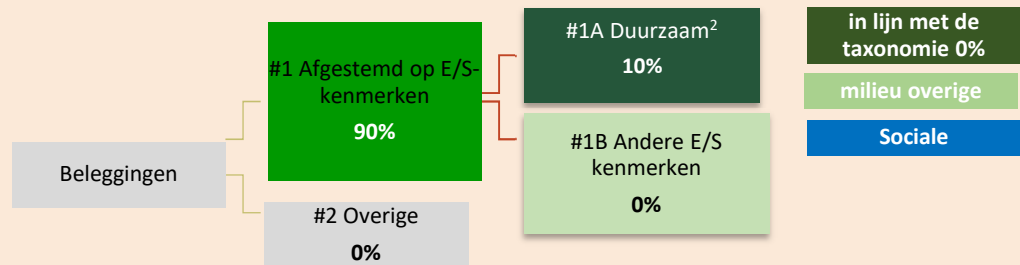 Beleggingen
#1 Afgestemd op E/S-
kenmerken
90%
#2 Overige
0%
#1A Duurzaam²
10%
#1B Andere E/S
kenmerken
0%
in lijn met de
taxonomie 0%
milieu overige
Sociale